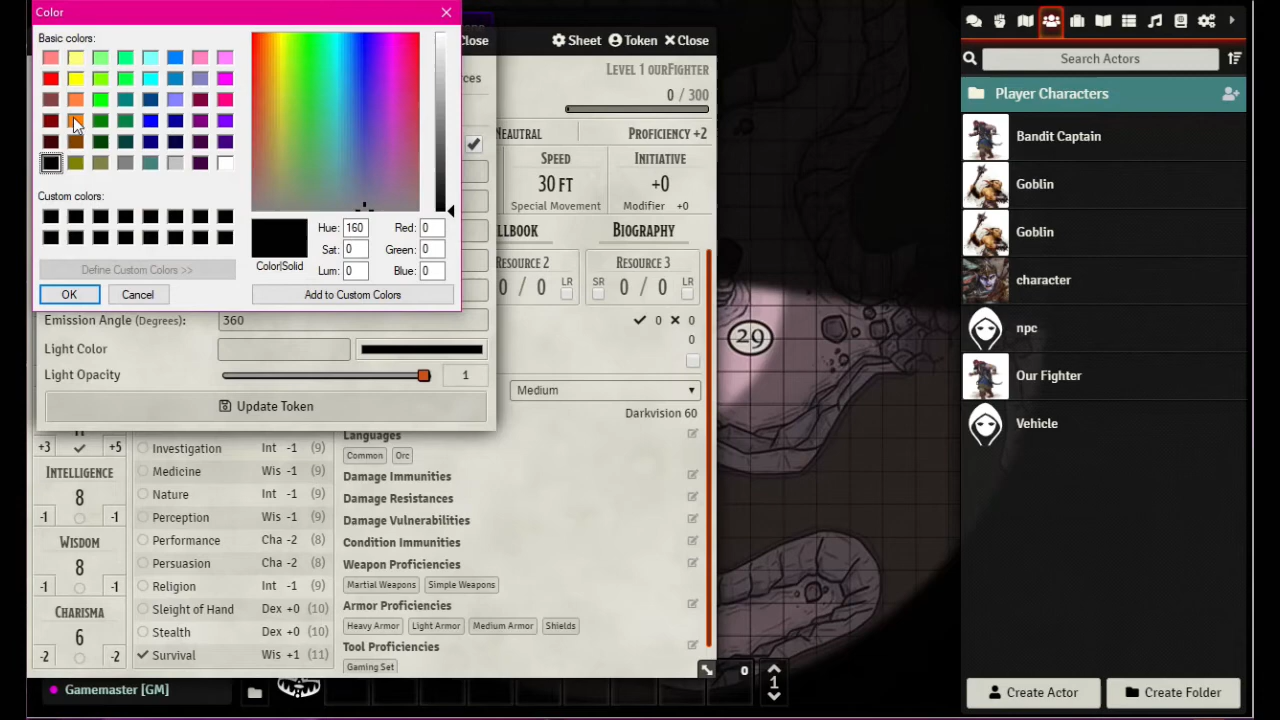 Color
Basic colors:
Custom colors:
Define Custom Colors >>
OK
Cancel
Color|Solid
Hue: 160
Sat: 0
Lum: 0
Red: 0
Green: 0
Blue: 0
Add to Custom Colors
Emission Angle (Degrees): 360
Light Color
Light Opacity 1
Update Token
Close
Sheet Token Close
Level 1 ourFighter
0 / 300
Neautral
Proficiency +2
Speed
30 ft
Special Movement
Initiative
+0
Modifier +0
Biography
Resource 2
0 / 0 LR
Resource 3
SR 0 / 0 LR
0 0
0
Medium
Darkvision 60
Languages
Common Orc
Damage Immunities
Damage Resistances
Damage Vulnerabilities
Condition Immunities
Weapon Proficiencies
Martial Weapons Simple Weapons
Armor Proficiencies
Heavy Armor Light Armor Medium Armor Shields
Tool Proficiencies
Gaming Set
+3 +5
Intelligence
8
-1 -1
Wisdom
8
-1 -1
Charisma
6
-2 -2
Investigation Int -1 (9)
Medicine Wis -1 (9)
Nature Int -1 (9)
Perception Wis -1 (9)
Performance Cha -2 (8)
Persuasion Cha -2 (8)
Religion Int -1 (9)
Sleight of Hand Dex +0 (10)
Stealth Dex +0 (10)
Survival Wis +1 (11)
29
Gamemaster [GM]
0
1
Search Actors
Player Characters
Bandit Captain
Goblin
Goblin
character
npc
Our Fighter
Vehicle
Create Actor
Create Folder